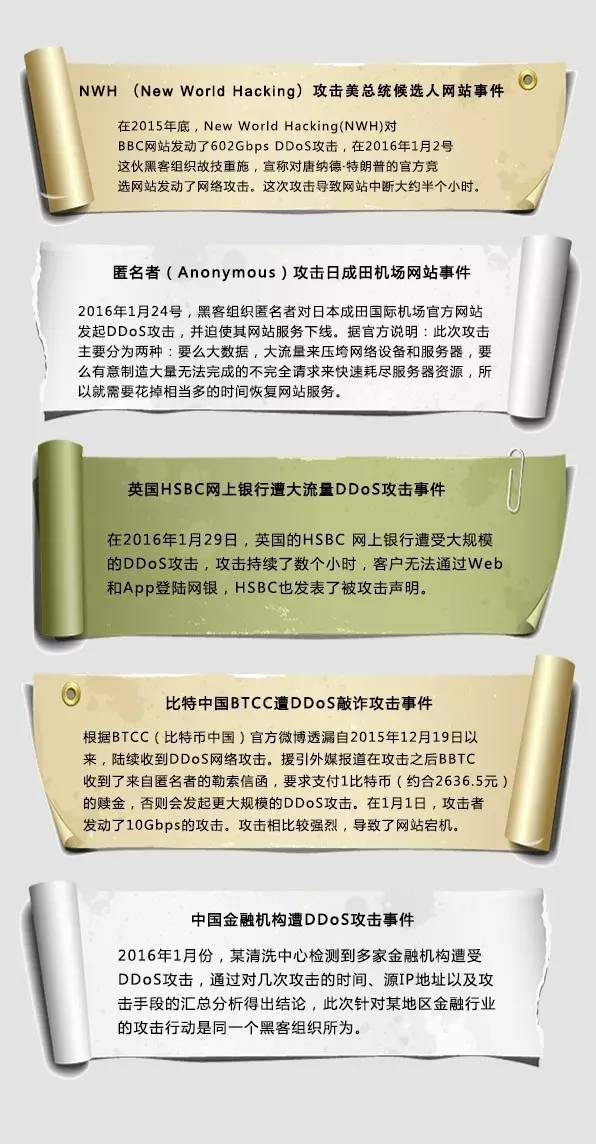 NWH （New World Hacking）攻击美总统候选人网站事件
在2015年底，New World Hacking(NWH)对
BBC网站发动了602Gbps DDoS攻击，在2016年1月2号
这伙黑客组织故技重施，宣称对唐纳德·特朗普的官方竞
选网站发动了网络攻击。这次攻击导致网站中断大约半个小时。
匿名者（Anonymous）攻击日成田机场网站事件
2016年1月24号，黑客组织匿名者对日本成田国际机场官方网站
发起DDoS攻击，并迫使其网站服务下线。据官方说明：此次攻击
主要分为两种：要么大数据，大流量来压垮网络设备和服务器，要
么有意制造大量无法完成的不完全请求来快速耗尽服务器资源，所
以就需要花掉相当多的时间恢复网站服务。
英国HSBC网上银行遭大流量DDoS攻击事件
在2016年1月29日，英国的HSBC 网上银行遭受大规模
的DDoS攻击，攻击持续了数个小时，客户无法通过Web
和App登陆网银，HSBC也发表了被攻击声明。
比特中国BTCC遭DDoS敲诈攻击事件
根据BTCC（比特币中国）官方微博透漏自2015年12月19日以
来，陆续收到DDoS网络攻击。援引外媒报道在攻击之后BBTC
收到了来自匿名者的勒索信函，要求支付1比特币（约合2636.5元）
的赎金，否则会发起更大规模的DDoS攻击。在1月1日，攻击者
发动了10Gbps的攻击。攻击相比较强烈，导致了网站宕机。
中国金融机构遭DDoS攻击事件
2016年1月份，某清洗中心检测到多家金融机构遭受
DDoS攻击，通过对几次攻击的时间、源IP地址以及攻
击手段的汇总分析得出结论，此次针对某地区金融行业
的攻击行动是同一个黑客组织所为。